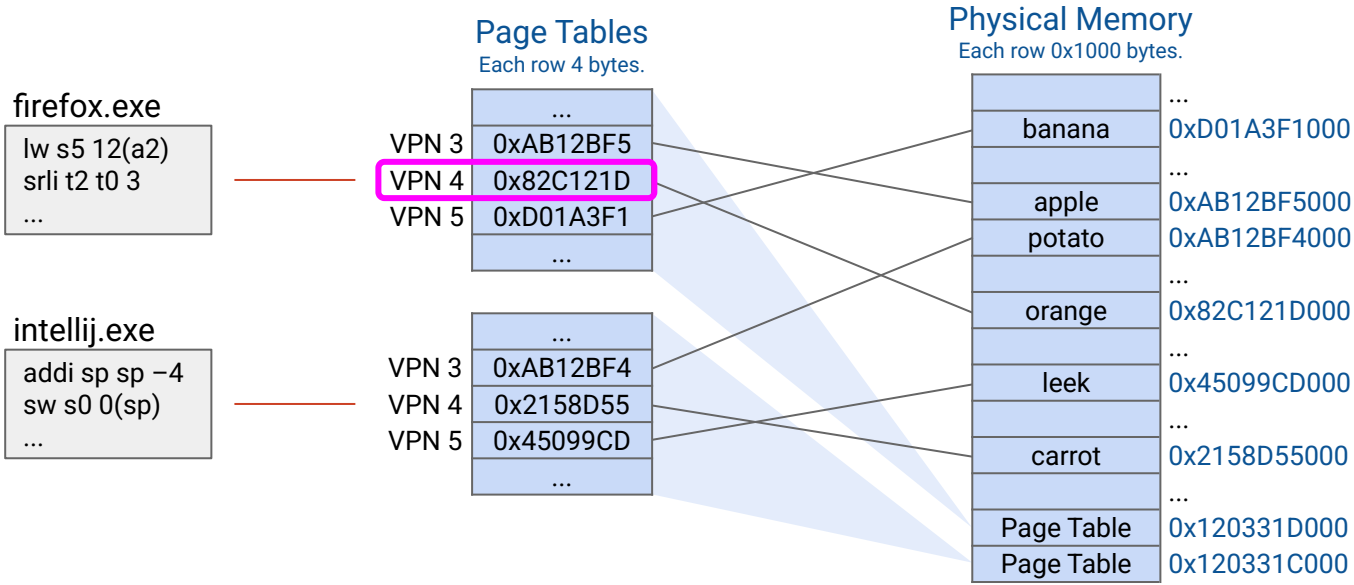 Page Tables
Each row 4 bytes.
Physical Memory
Each row 0x1000 bytes.
firefox.exe
lw s5 12(a2)
srli t2 t0 3
...
...
VPN 3 0xAB12BF5
VPN 4 0x82C121D
VPN 5 0xD01A3F1
...
intellij.exe
addi sp sp –4
sw s0 0(sp)
...
...
VPN 3 0xAB12BF4
VPN 4 0x2158D55
VPN 5 0x45099CD
...
...
banana 0xD01A3F1000
...
apple 0xAB12BF5000
potato 0xAB12BF4000
...
orange 0x82C121D000
...
leek 0x45099CD000
...
carrot 0x2158D55000
...
Page Table 0x120331D000
Page Table 0x120331C000